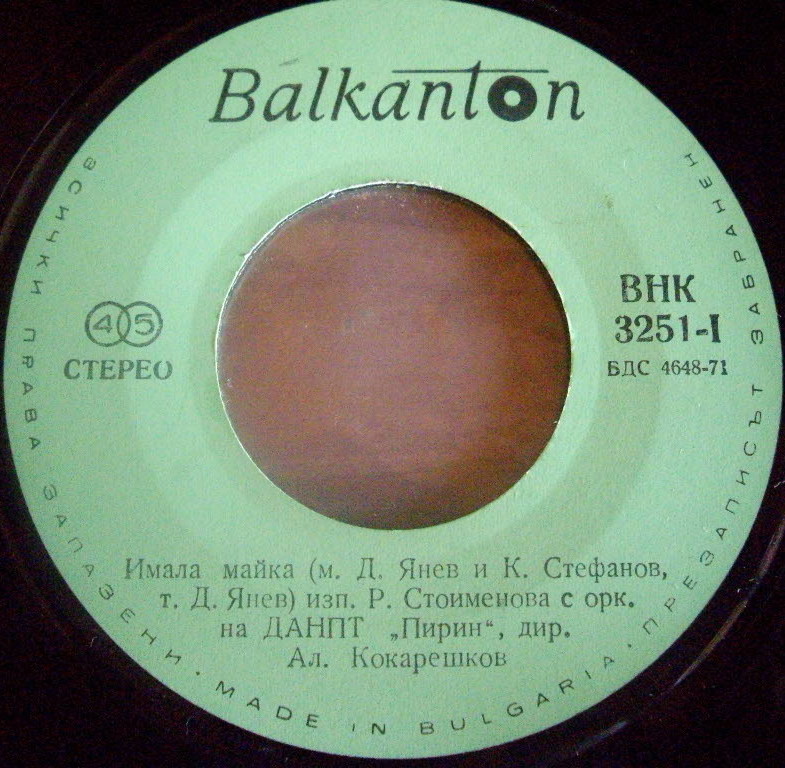 Balkanton
45
СТЕРЕО
ВНК
3251-I
БДС 4648-71
Имала майка (м. Д. Янев и К. Стефанов,
т. Д. Янев) изп. Р. Стоименова с орк.
на ДАНПТ „Пирин“, дир.
Ал. Кокарешков
ВСИЧКИ ПРАВА ЗАПАЗЕНИ · MADE IN BULGARIA · ПРЕЗАПИСЪТ ЗАБРАНЕН